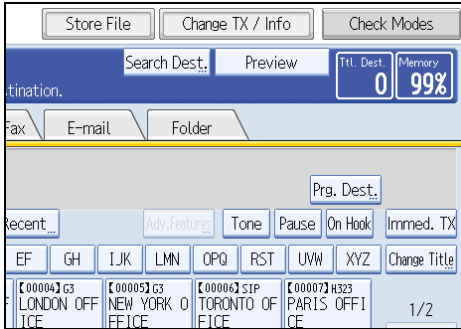 Store File Change TX / Info Check Modes
Search Dest. Preview Ttl. Dest. Memory
tination. 0 99%
Fax E-mail Folder
Prg. Dest.
Recent Adv.Features Tone Pause On Hook Immed. TX
EF GH IJK LMN OPQ RST UVW XYZ Change Title
【00004】G3 【00005】G3 【00006】SIP 【00007】H323
F LONDON OFF NEW YORK O TORONTO OF PARIS OFFI 1/2
ICE FFICE FICE CE